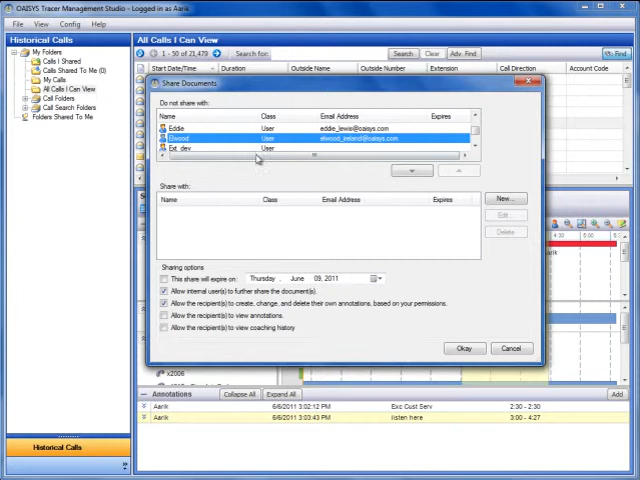 OAISYS Tracer Management Studio - Logged in as Aarik
File View Config Help
Historical Calls
My Folders
Calls I Shared
Calls Shared To Me (0)
My Calls
All Calls I Can View
Call Folders
Call Search Folders
Folders Shared To Me
All Calls I Can View
1 - 50 of 21,479 Search for: Search Clear Adv. Find Find
Start Date/Time Duration Outside Name Outside Number Extension Call Direction Account Code
Share Documents
Do not share with:
Name Class Email Address Expires
Eddie User eddie_lewis@oaisys.com
Elwood User elwood_ireland@oaisys.com
Ext_dev User
Share with:
Name Class Email Address Expires
New...
Edit...
Delete
Sharing options
This share will expire on: Thursday , June 09, 2011
Allow internal user(s) to further share the document(s).
Allow the recipient(s) to create, change, and delete their own annotations, based on your permissions.
Allow the recipient(s) to view annotations.
Allow the recipient(s) to view coaching history
Okay Cancel
4:30 5:00
x2006
Annotations Collapse All Expand All Add
Aarik 6/6/2011 3:02:12 PM Exc Cust Serv 2:30 - 2:30
Aarik 6/6/2011 3:03:43 PM listen here 3:00 - 4:27
Historical Calls